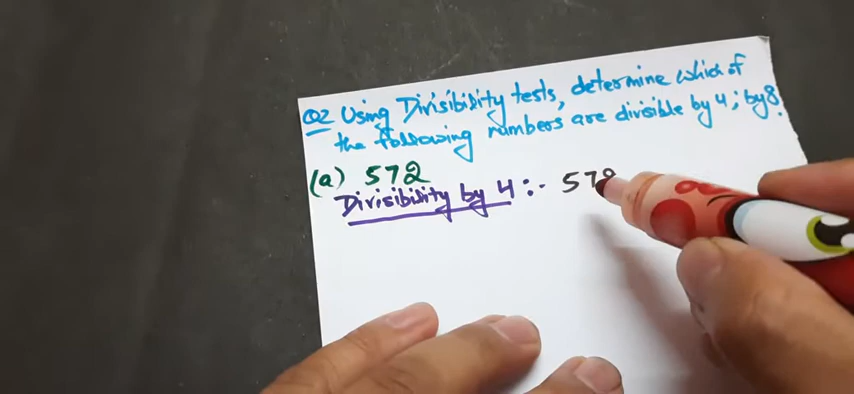 Q2 Using Divisibility tests, determine which of
the following numbers are divisible by 4; by 8.
(a) 572
Divisibility by 4:- 572